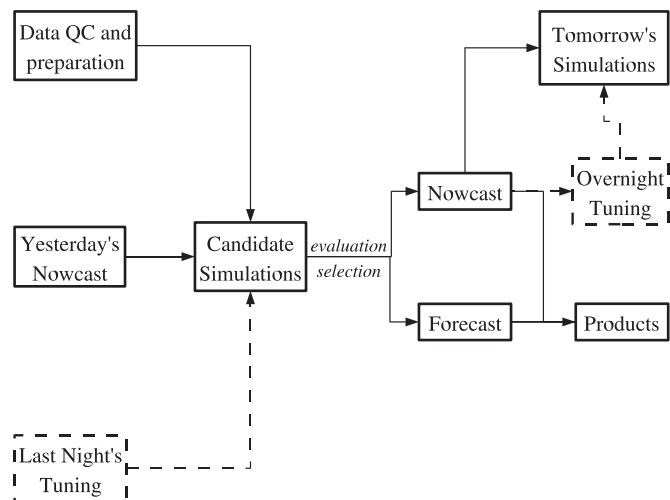 Data QC and
preparation
Tomorrow's
Simulations
Nowcast
Overnight
Tuning
Yesterday's
Nowcast
Candidate
Simulations
evaluation
selection
Forecast
Products
Last Night's
Tuning